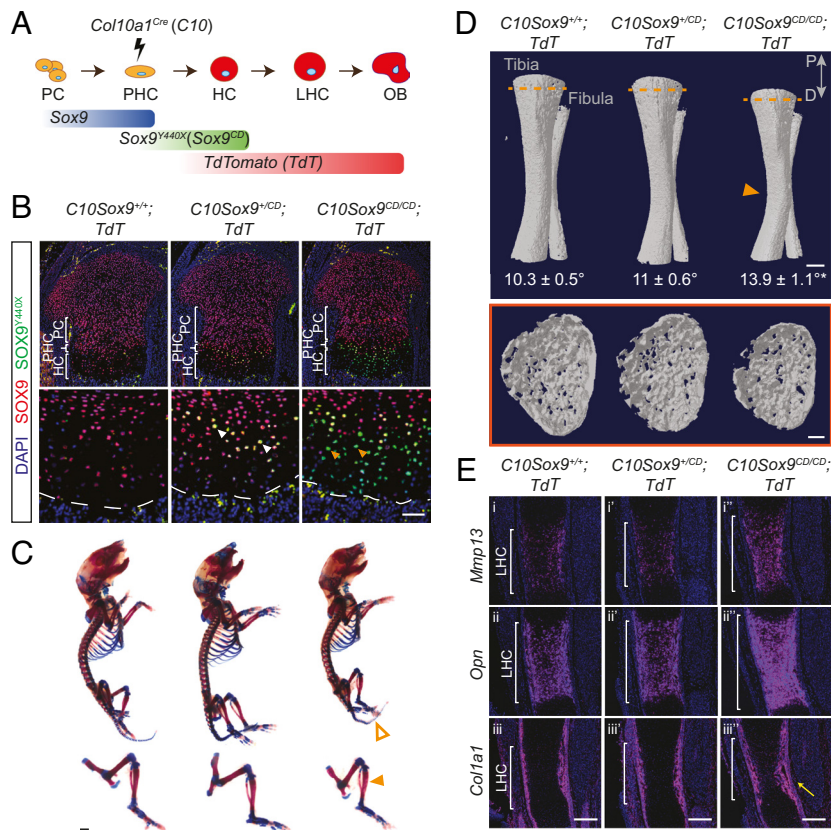 A
Col10a1Cre (C10)
PC PHC HC LHC OB
Sox9
Sox9Y440X(Sox9CD)
TdTomato (TdT)
B
C10Sox9+/+; C10Sox9+/CD; C10Sox9CD/CD;
TdT TdT TdT
DAPI SOX9 SOX9Y440X
HC PHC PC
HC PHC PC
HC PHC PC
C
D
C10Sox9+/+; C10Sox9+/CD; C10Sox9CD/CD;
TdT TdT TdT
Tibia
Fibula
P
D
10.3 ± 0.5° 11 ± 0.6° 13.9 ± 1.1°*
E
C10Sox9+/+; C10Sox9+/CD; C10Sox9CD/CD;
TdT TdT TdT
Mmp13
LHC
i i' i''
Opn
LHC
ii ii' ii''
Col1a1
LHC
iii iii' iii''